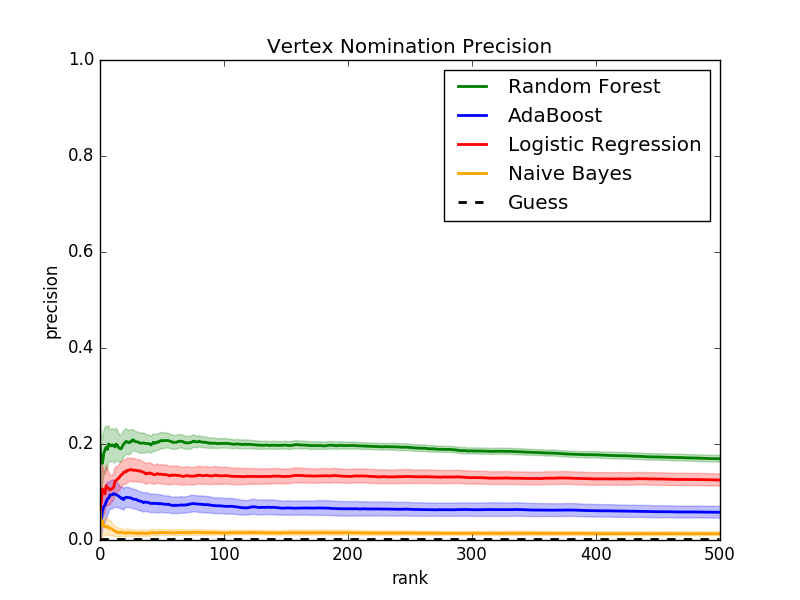 Vertex Nomination Precision
1.0
0.8
0.6
0.4
0.2
0.0
precision
Random Forest
AdaBoost
Logistic Regression
Naive Bayes
Guess
0 100 200 300 400 500
rank